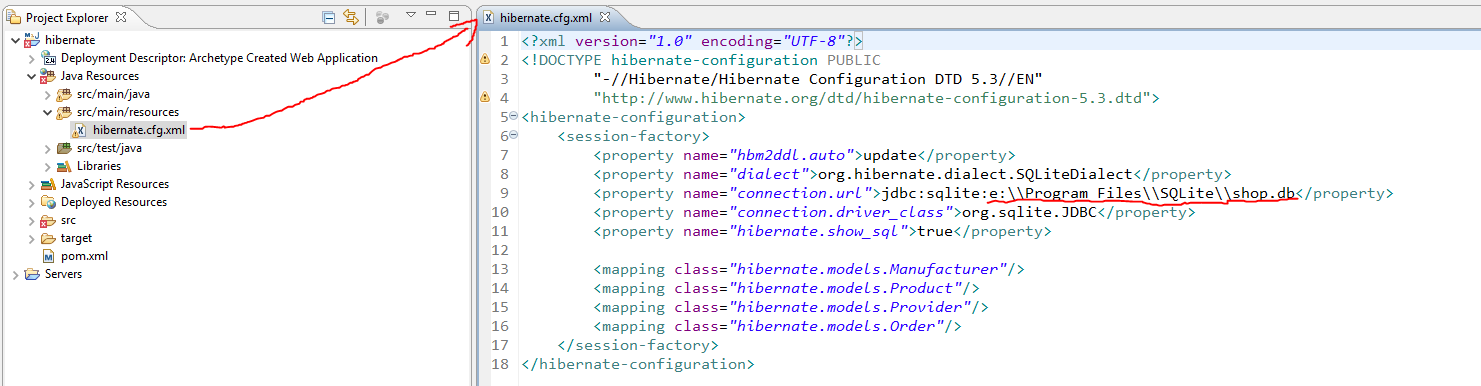 Project Explorer
hibernate
Deployment Descriptor: Archetype Created Web Application
Java Resources
src/main/java
src/main/resources
hibernate.cfg.xml
src/test/java
Libraries
JavaScript Resources
Deployed Resources
src
target
pom.xml
Servers
hibernate.cfg.xml
1 <?xml version="1.0" encoding="UTF-8"?>
2 <!DOCTYPE hibernate-configuration PUBLIC
3 "-//Hibernate/Hibernate Configuration DTD 5.3//EN"
4 "http://www.hibernate.org/dtd/hibernate-configuration-5.3.dtd">
5 <hibernate-configuration>
6 <session-factory>
7 <property name="hbm2ddl.auto">update</property>
8 <property name="dialect">org.hibernate.dialect.SQLiteDialect</property>
9 <property name="connection.url">jdbc:sqlite:e:\\Program Files\\SQLite\\shop.db</property>
10 <property name="connection.driver_class">org.sqlite.JDBC</property>
11 <property name="hibernate.show_sql">true</property>
12
13 <mapping class="hibernate.models.Manufacturer"/>
14 <mapping class="hibernate.models.Product"/>
15 <mapping class="hibernate.models.Provider"/>
16 <mapping class="hibernate.models.Order"/>
17 </session-factory>
18 </hibernate-configuration>